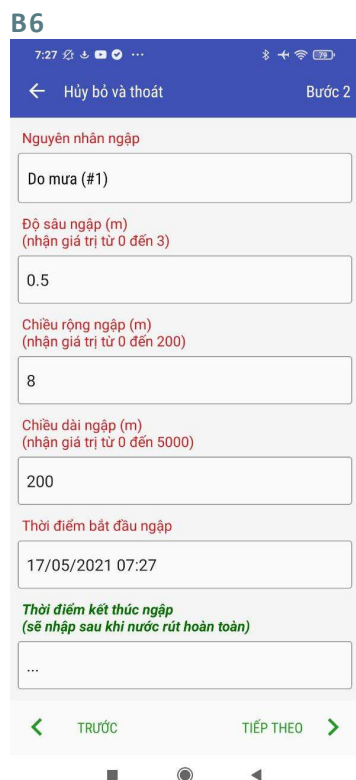 B6
7:27 ... 79
Hủy bỏ và thoát Bước 2
Nguyên nhân ngập
Do mưa (#1)
Độ sâu ngập (m)
(nhận giá trị từ 0 đến 3)
0.5
Chiều rộng ngập (m)
(nhận giá trị từ 0 đến 200)
8
Chiều dài ngập (m)
(nhận giá trị từ 0 đến 5000)
200
Thời điểm bắt đầu ngập
17/05/2021 07:27
Thời điểm kết thúc ngập
(sẽ nhập sau khi nước rút hoàn toàn)
...
TRƯỚC TIẾP THEO